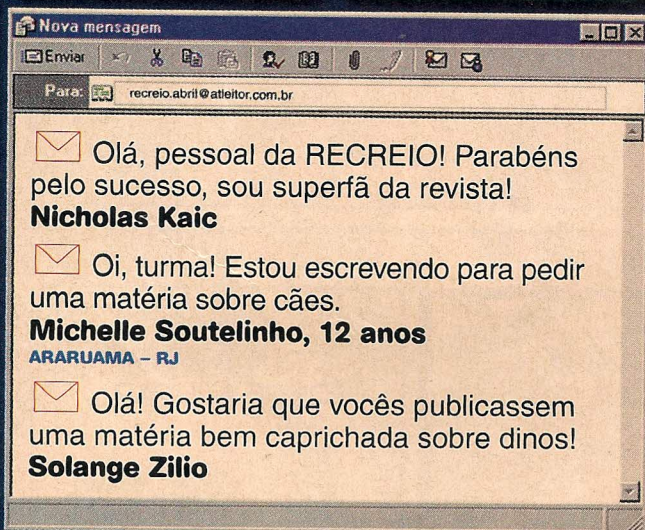 Nova mensagem
Enviar
Para: recreio.abril@atleitor.com.br
Olá, pessoal da RECREIO! Parabéns
pelo sucesso, sou superfã da revista!
Nicholas Kaic
Oi, turma! Estou escrevendo para pedir
uma matéria sobre cães.
Michelle Soutelinho, 12 anos
ARARUAMA – RJ
Olá! Gostaria que vocês publicassem
uma matéria bem caprichada sobre dinos!
Solange Zilio